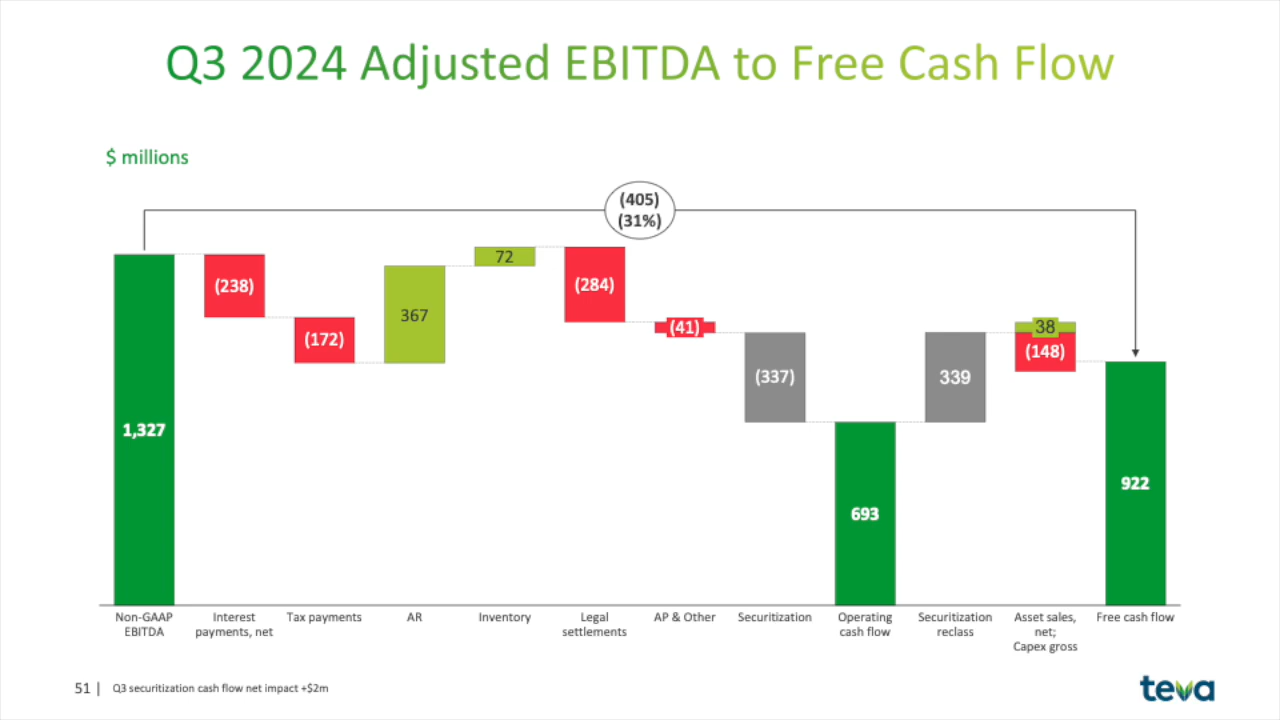 Q3 2024 Adjusted EBITDA to Free Cash Flow
$ millions
(405)
(31%)
1,327
(238)
(172)
367
72
(284)
(41)
(337)
693
339
38
(148)
922
Non-GAAP
EBITDA
Interest
payments, net
Tax payments
AR
Inventory
Legal
settlements
AP & Other
Securitization
Operating
cash flow
Securitization
reclass
Asset sales,
net;
Capex gross
Free cash flow
51 | Q3 securitization cash flow net impact +$2m
teva